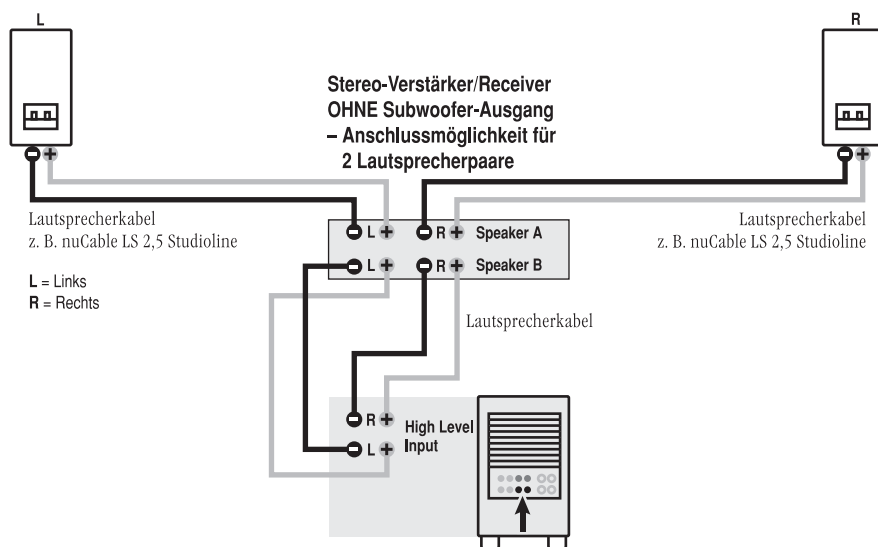 L
R
Stereo-Verstärker/Receiver
OHNE Subwoofer-Ausgang
– Anschlussmöglichkeit für
2 Lautsprecherpaare
Lautsprecherkabel
z. B. nuCable LS 2,5 Studioline
Lautsprecherkabel
z. B. nuCable LS 2,5 Studioline
L = Links
R = Rechts
– L + – R + Speaker A
– L + – R + Speaker B
Lautsprecherkabel
– R + High Level
– L + Input